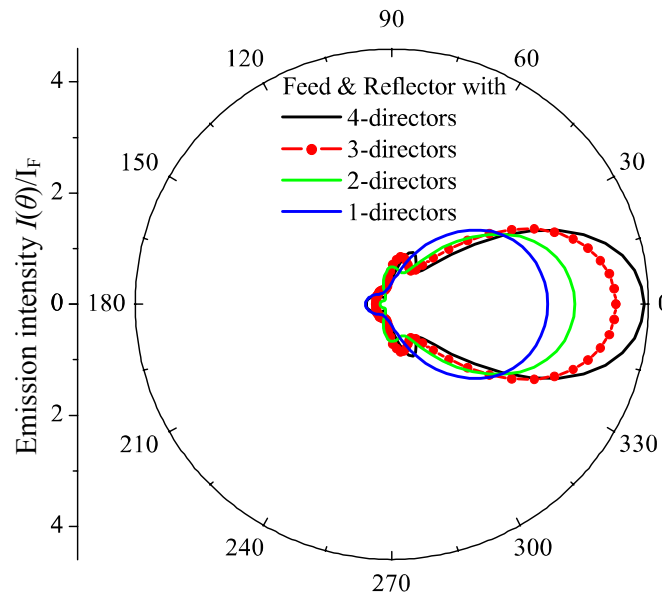 90
120
60
Feed & Reflector with
4-directors
3-directors
2-directors
1-directors
150
30
180
0
210
330
240
300
270
4
2
0
2
4
Emission intensity I(θ)/I_F